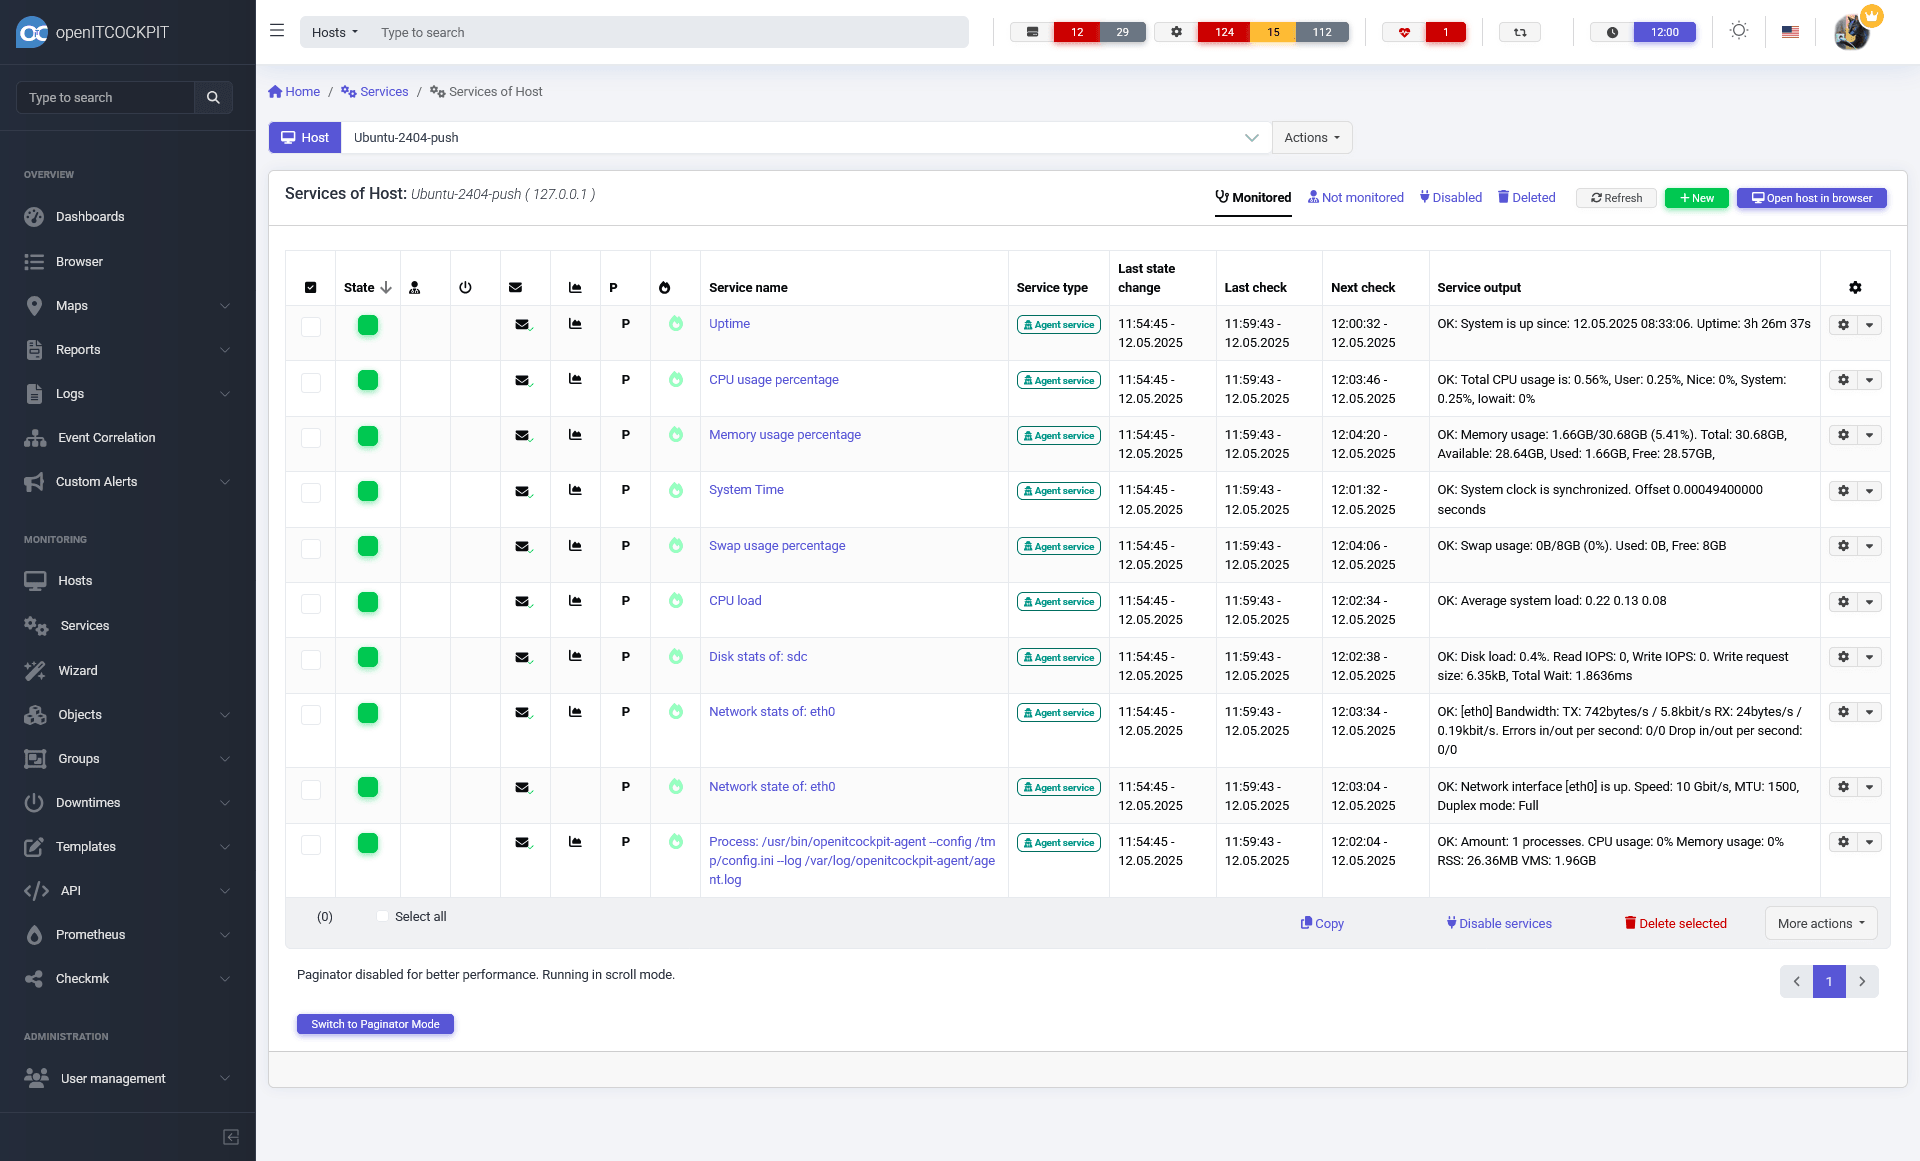 openITCOCKPIT
Hosts
Type to search
12
29
124
15
112
1
12:00
Type to search
OVERVIEW
Dashboards
Browser
Maps
Reports
Logs
Event Correlation
Custom Alerts
MONITORING
Hosts
Services
Wizard
Objects
Groups
Downtimes
Templates
API
Prometheus
Checkmk
ADMINISTRATION
User management
Home / Services / Services of Host
Host
Ubuntu-2404-push
Actions
Services of Host: Ubuntu-2404-push ( 127.0.0.1 )
Monitored
Not monitored
Disabled
Deleted
Refresh
New
Open host in browser
State
P
Service name
Service type
Last state
change
Last check
Next check
Service output
P
Uptime
Agent service
11:54:45 -
12.05.2025
11:59:43 -
12.05.2025
12:00:32 -
12.05.2025
OK: System is up since: 12.05.2025 08:33:06. Uptime: 3h 26m 37s
P
CPU usage percentage
Agent service
11:54:45 -
12.05.2025
11:59:43 -
12.05.2025
12:03:46 -
12.05.2025
OK: Total CPU usage is: 0.56%, User: 0.25%, Nice: 0%, System:
0.25%, Iowait: 0%
P
Memory usage percentage
Agent service
11:54:45 -
12.05.2025
11:59:43 -
12.05.2025
12:04:20 -
12.05.2025
OK: Memory usage: 1.66GB/30.68GB (5.41%). Total: 30.68GB,
Available: 28.64GB, Used: 1.66GB, Free: 28.57GB,
P
System Time
Agent service
11:54:45 -
12.05.2025
11:59:43 -
12.05.2025
12:01:32 -
12.05.2025
OK: System clock is synchronized. Offset 0.00049400000
seconds
P
Swap usage percentage
Agent service
11:54:45 -
12.05.2025
11:59:43 -
12.05.2025
12:04:06 -
12.05.2025
OK: Swap usage: 0B/8GB (0%). Used: 0B, Free: 8GB
P
CPU load
Agent service
11:54:45 -
12.05.2025
11:59:43 -
12.05.2025
12:02:34 -
12.05.2025
OK: Average system load: 0.22 0.13 0.08
P
Disk stats of: sdc
Agent service
11:54:45 -
12.05.2025
11:59:43 -
12.05.2025
12:02:38 -
12.05.2025
OK: Disk load: 0.4%. Read IOPS: 0, Write IOPS: 0. Write request
size: 6.35kB, Total Wait: 1.8636ms
P
Network stats of: eth0
Agent service
11:54:45 -
12.05.2025
11:59:43 -
12.05.2025
12:03:34 -
12.05.2025
OK: [eth0] Bandwidth: TX: 742bytes/s / 5.8kbit/s RX: 24bytes/s /
0.19kbit/s. Errors in/out per second: 0/0 Drop in/out per second:
0/0
P
Network state of: eth0
Agent service
11:54:45 -
12.05.2025
11:59:43 -
12.05.2025
12:03:04 -
12.05.2025
OK: Network interface [eth0] is up. Speed: 10 Gbit/s, MTU: 1500,
Duplex mode: Full
P
Process: /usr/bin/openitcockpit-agent --config /tm
p/config.ini --log /var/log/openitcockpit-agent/age
nt.log
Agent service
11:54:45 -
12.05.2025
11:59:43 -
12.05.2025
12:02:04 -
12.05.2025
OK: Amount: 1 processes. CPU usage: 0% Memory usage: 0%
RSS: 26.36MB VMS: 1.96GB
(0)
Select all
Copy
Disable services
Delete selected
More actions
Paginator disabled for better performance. Running in scroll mode.
1
Switch to Paginator Mode